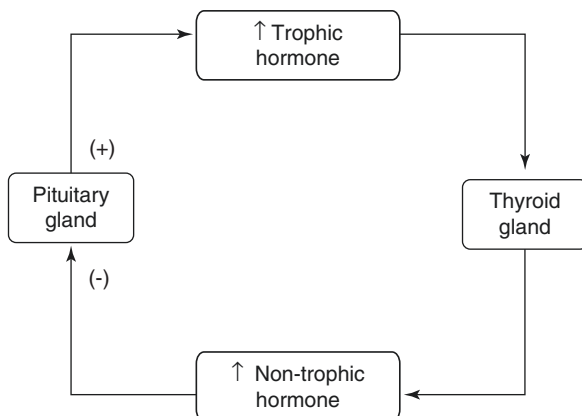 ↑ Trophic
hormone
(+)
Pituitary
gland
Thyroid
gland
(-)
↑ Non-trophic
hormone